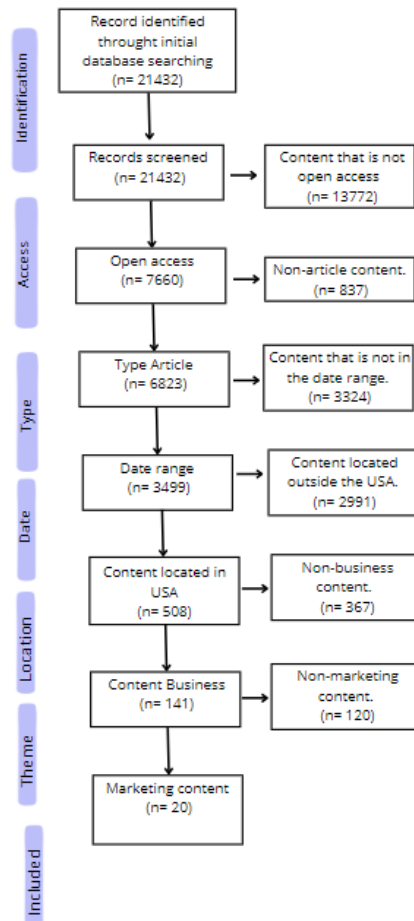 Record identified
throught initial
database searching
(n= 21432)
Identification
Records screened
(n= 21432)
Content that is not
open access
(n= 13772)
Access
Open access
(n= 7660)
Non-article content.
(n= 837)
Type
Type Article
(n= 6823)
Content that is not in
the date range.
(n= 3324)
Date
Date range
(n= 3499)
Content located
outside the USA.
(n= 2991)
Location
Content located in
USA
(n= 508)
Non-business
content.
(n= 367)
Theme
Content Business
(n= 141)
Non-marketing
content.
(n= 120)
Marketing content
(n= 20)
Included